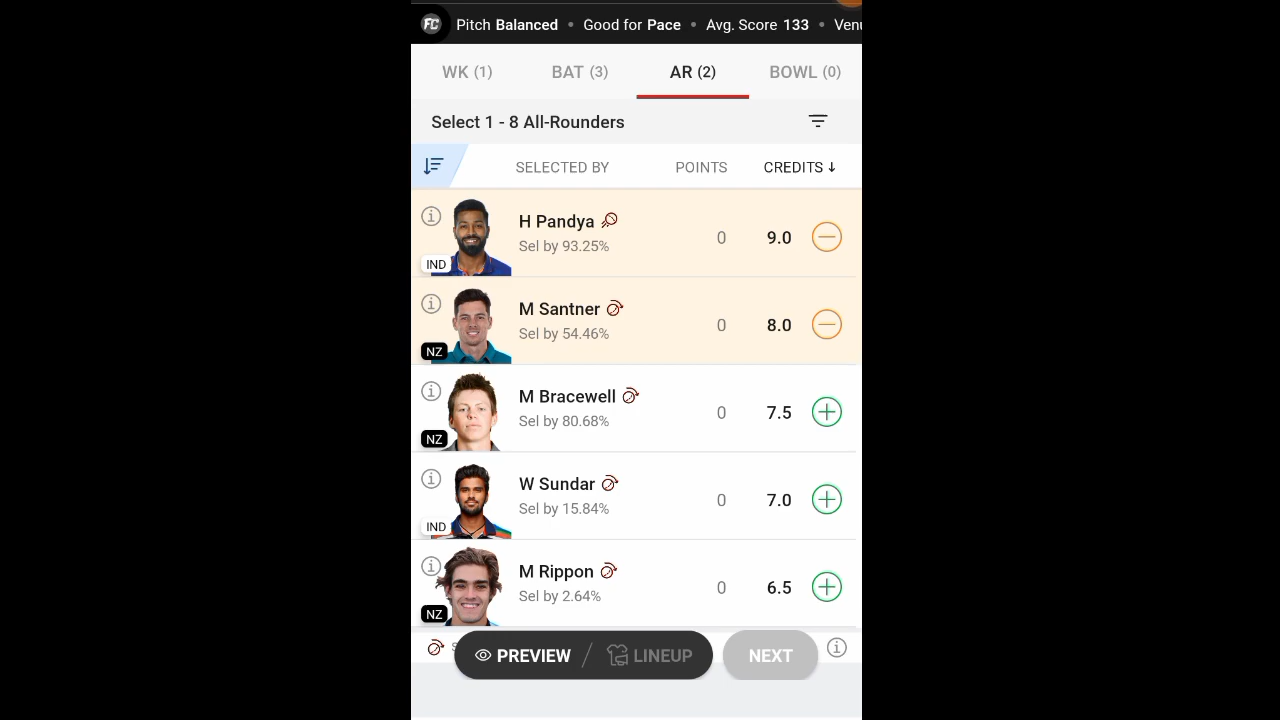 FC Pitch Balanced • Good for Pace • Avg. Score 133 • Venu
WK (1) BAT (3) AR (2) BOWL (0)
Select 1 - 8 All-Rounders
SELECTED BY POINTS CREDITS ↓
H Pandya
Sel by 93.25% 0 9.0
IND
M Santner
Sel by 54.46% 0 8.0
NZ
M Bracewell
Sel by 80.68% 0 7.5
NZ
W Sundar
Sel by 15.84% 0 7.0
IND
M Rippon
Sel by 2.64% 0 6.5
NZ
PREVIEW / LINEUP NEXT